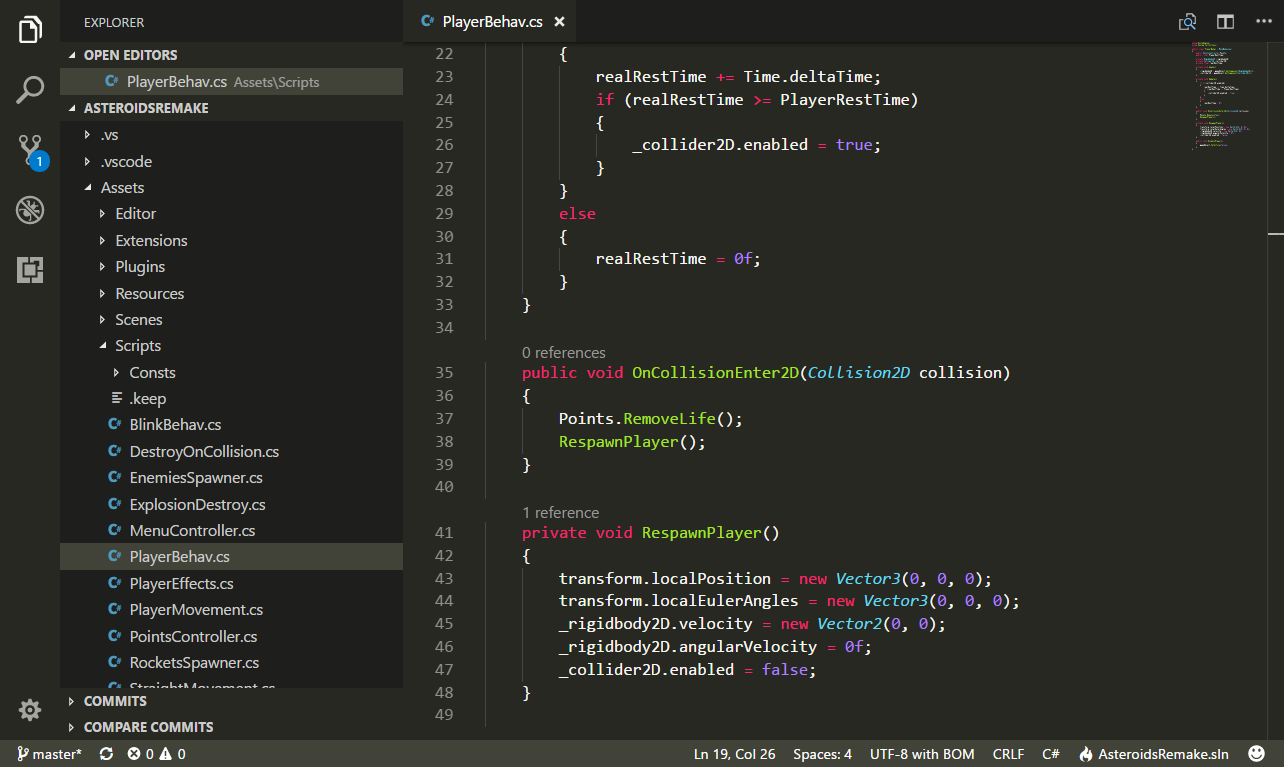 EXPLORER
OPEN EDITORS
PlayerBehav.cs Assets\Scripts
ASTEROIDSREMAKE
.vs
.vscode
Assets
Editor
Extensions
Plugins
Resources
Scenes
Scripts
Consts
.keep
BlinkBehav.cs
DestroyOnCollision.cs
EnemiesSpawner.cs
ExplosionDestroy.cs
MenuController.cs
PlayerBehav.cs
PlayerEffects.cs
PlayerMovement.cs
PointsController.cs
RocketsSpawner.cs
StraightMovement.cs
COMMITS
COMPARE COMMITS
1
PlayerBehav.cs
22 {
23 realRestTime += Time.deltaTime;
24 if (realRestTime >= PlayerRestTime)
25 {
26 _collider2D.enabled = true;
27 }
28 }
29 else
30 {
31 realRestTime = 0f;
32 }
33 }
34
0 references
35 public void OnCollisionEnter2D(Collision2D collision)
36 {
37 Points.RemoveLife();
38 RespawnPlayer();
39 }
40
1 reference
41 private void RespawnPlayer()
42 {
43 transform.localPosition = new Vector3(0, 0, 0);
44 transform.localEulerAngles = new Vector3(0, 0, 0);
45 _rigidbody2D.velocity = new Vector2(0, 0);
46 _rigidbody2D.angularVelocity = 0f;
47 _collider2D.enabled = false;
48 }
49
master* 0 0 Ln 19, Col 26 Spaces: 4 UTF-8 with BOM CRLF C# AsteroidsRemake.sln